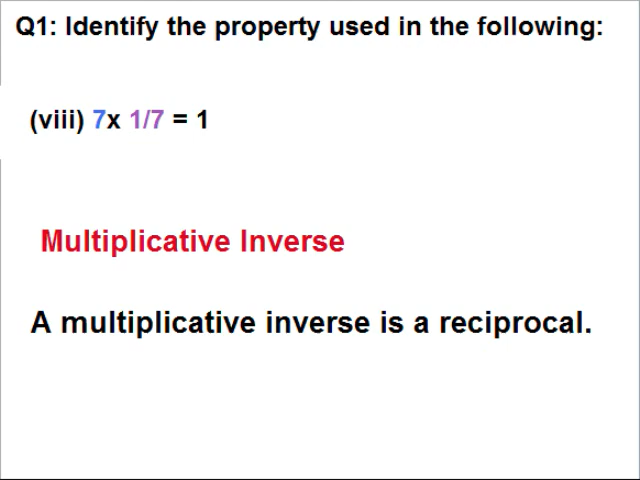 Q1: Identify the property used in the following:
(viii) 7x 1/7 = 1
Multiplicative Inverse
A multiplicative inverse is a reciprocal.